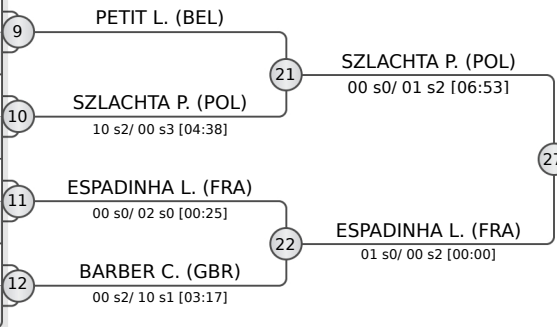 PETIT L. (BEL)
9
21
SZLACHTA P. (POL)
00 s0/ 01 s2 [06:53]
SZLACHTA P. (POL)
10
10 s2/ 00 s3 [04:38]
27
ESPADINHA L. (FRA)
11
00 s0/ 02 s0 [00:25]
22
ESPADINHA L. (FRA)
01 s0/ 00 s2 [00:00]
BARBER C. (GBR)
12
00 s2/ 10 s1 [03:17]